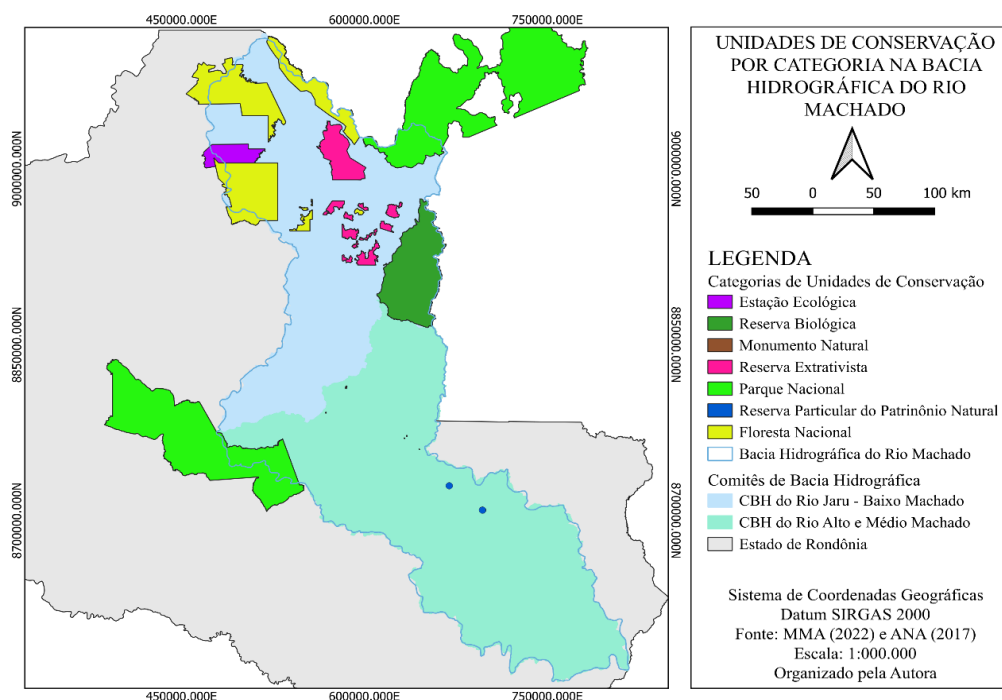 450000.000E 600000.000E 750000.000E
9000000.000N
8850000.000N
8700000.000N
9000000.000N
8850000.000N
8700000.000N
450000.000E 600000.000E 750000.000E
UNIDADES DE CONSERVAÇÃO
POR CATEGORIA NA BACIA
HIDROGRÁFICA DO RIO
MACHADO
50 0 50 100 km
LEGENDA
Categorias de Unidades de Conservação
Estação Ecológica
Reserva Biológica
Monumento Natural
Reserva Extrativista
Parque Nacional
Reserva Particular do Patrinônio Natural
Floresta Nacional
Bacia Hidrográfica do Rio Machado
Comitês de Bacia Hidrográfica
CBH do Rio Jaru - Baixo Machado
CBH do Rio Alto e Médio Machado
Estado de Rondônia
Sistema de Coordenadas Geográficas
Datum SIRGAS 2000
Fonte: MMA (2022) e ANA (2017)
Escala: 1:000.000
Organizado pela Autora